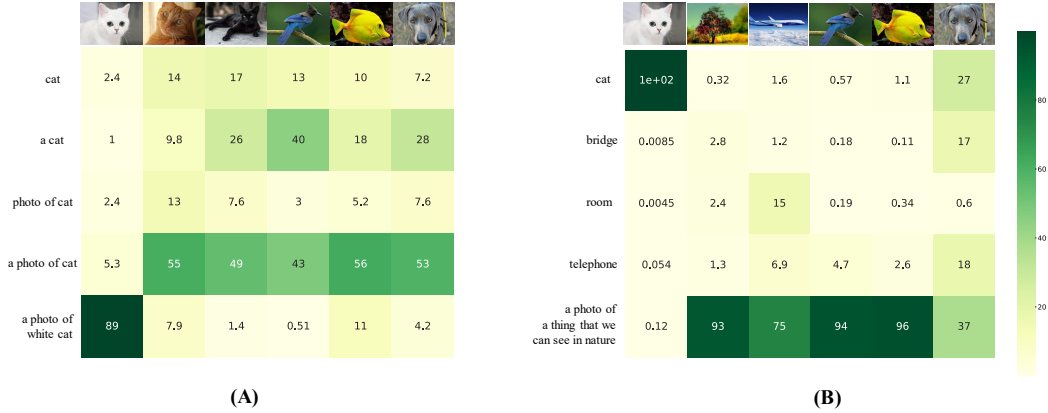 cat 2.4 14 17 13 10 7.2
a cat 1 9.8 26 40 18 28
photo of cat 2.4 13 7.6 3 5.2 7.6
a photo of cat 5.3 55 49 43 56 53
a photo of
white cat 89 7.9 1.4 0.51 11 4.2
(A)
cat 1e+02 0.32 1.6 0.57 1.1 27
bridge 0.0085 2.8 1.2 0.18 0.11 17
room 0.0045 2.4 15 0.19 0.34 0.6
telephone 0.054 1.3 6.9 4.7 2.6 18
a photo of
a thing that we
can see in nature 0.12 93 75 94 96 37
(B)
80
60
40
20